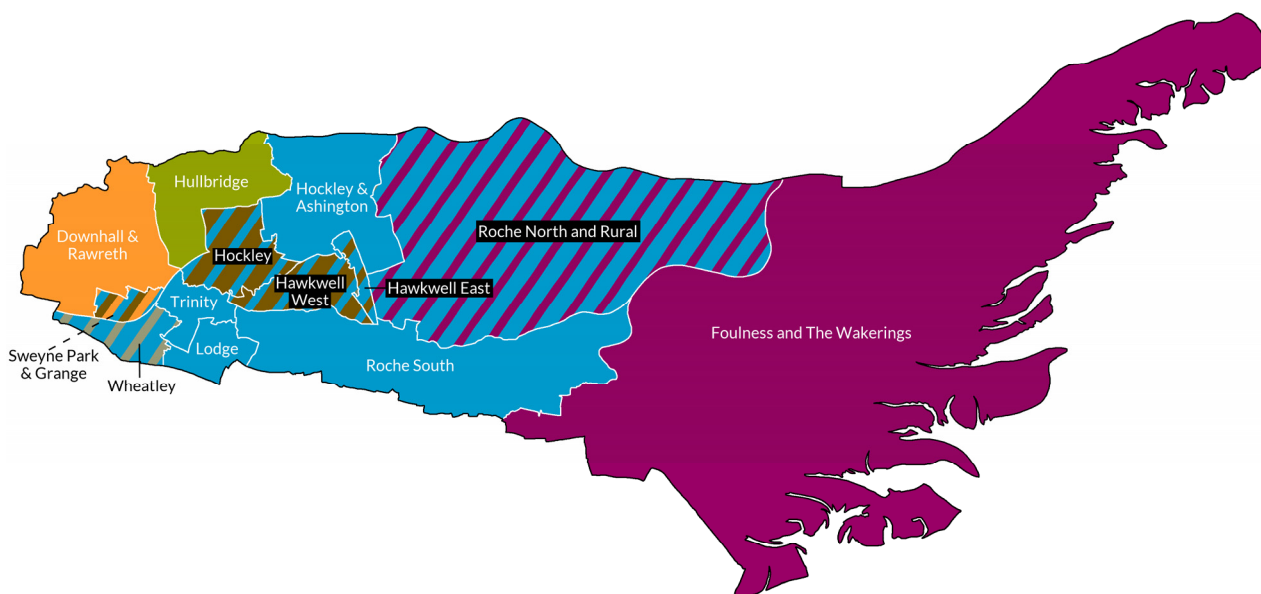 Hullbridge
Hockley &
Ashington
Downhall &
Rawreth
Roche North and Rural
Hockley
Hawkwell
West
Hawkwell East
Trinity
Foulness and The Wakerings
Lodge
Sweyne Park
& Grange
Roche South
Wheatley